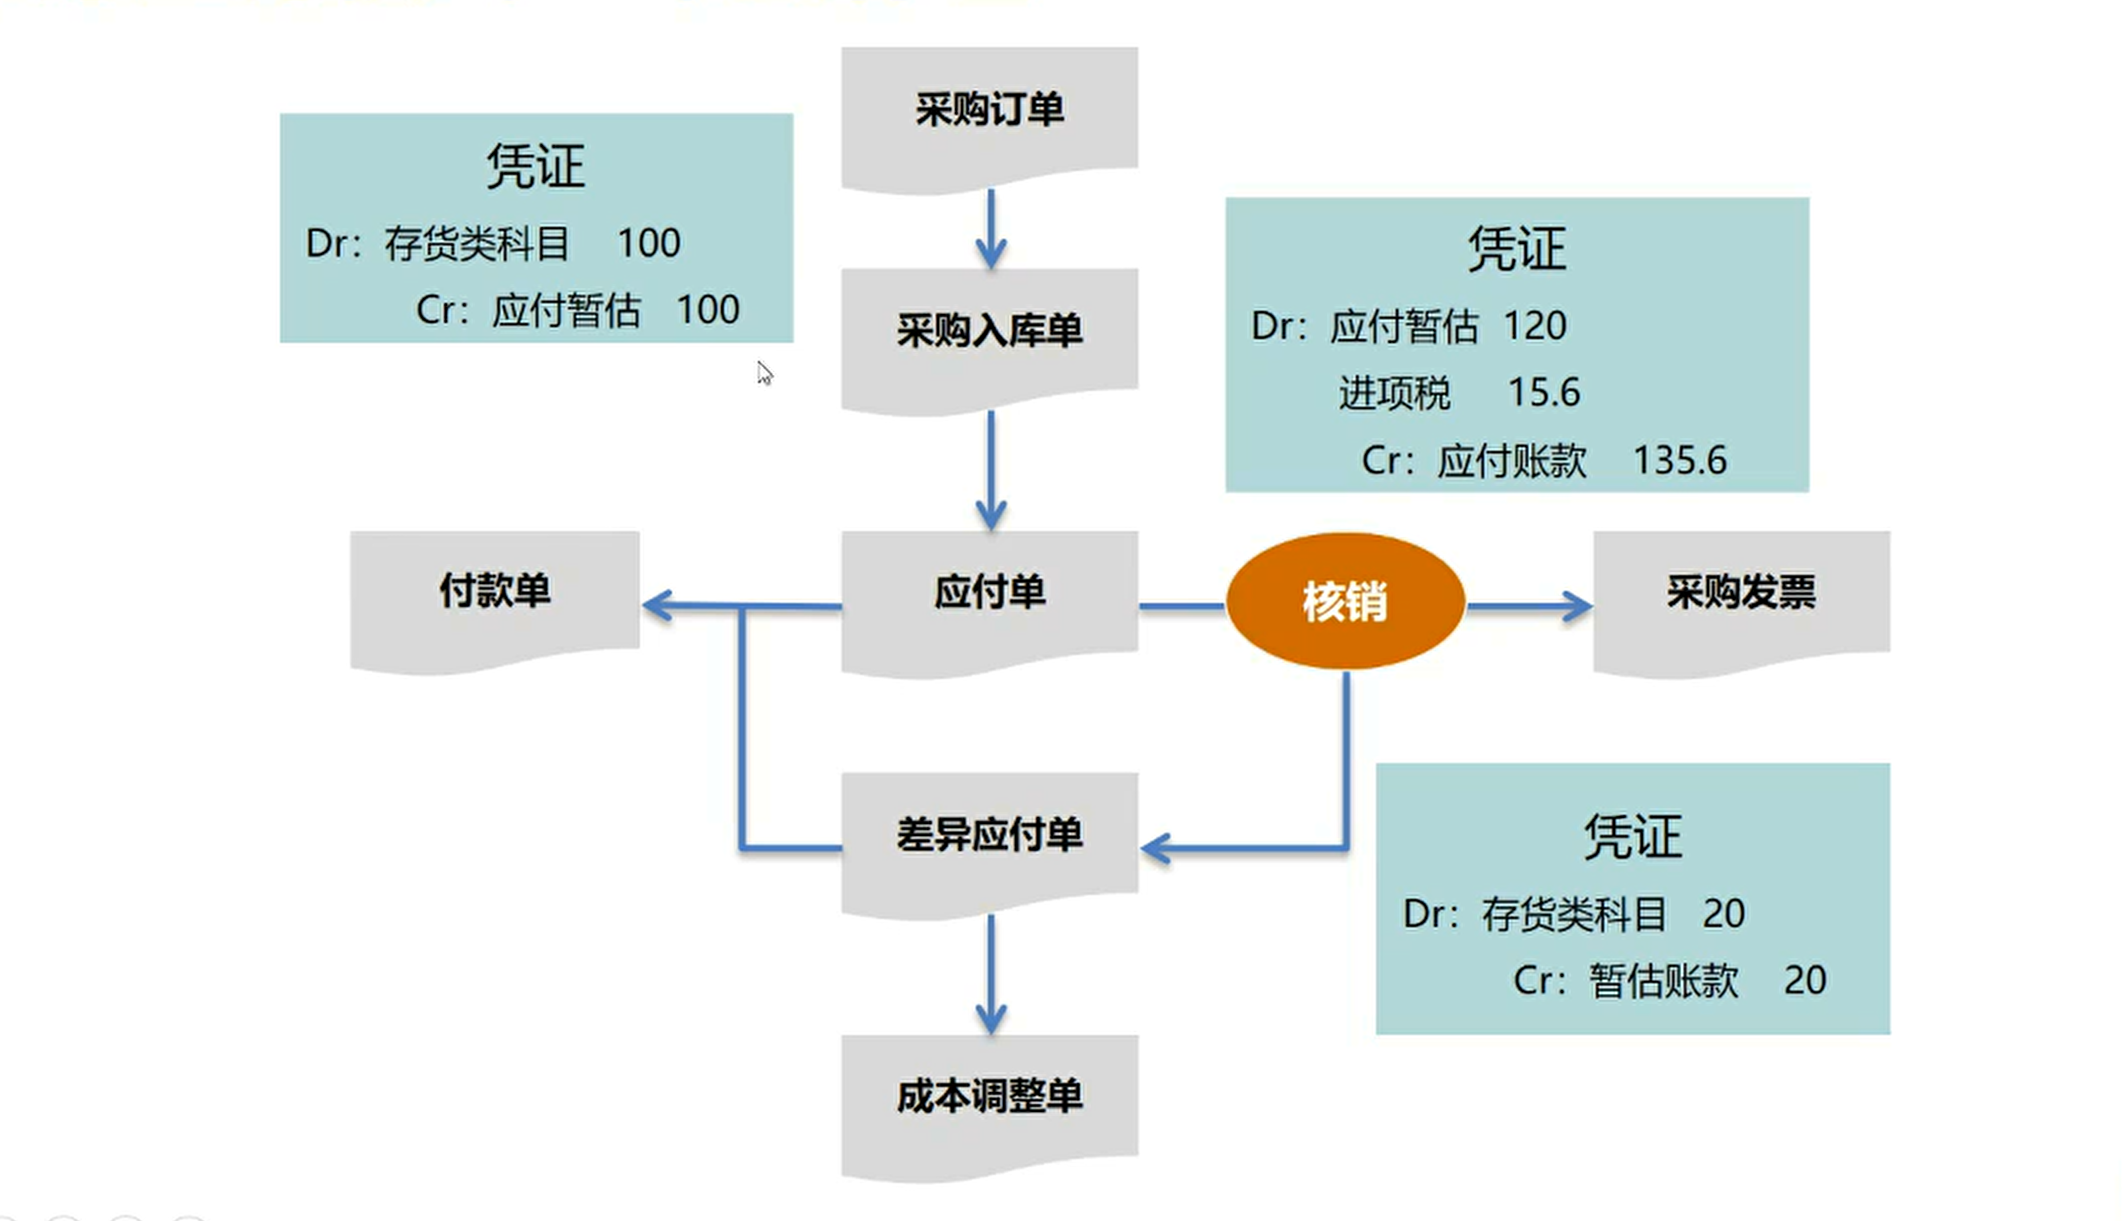 采购订单
凭证
Dr：存货类科目 100
Cr：应付暂估 100
采购入库单
凭证
Dr：应付暂估 120
进项税 15.6
Cr：应付账款 135.6
付款单
应付单
核销
采购发票
差异应付单
凭证
Dr：存货类科目 20
Cr：暂估账款 20
成本调整单